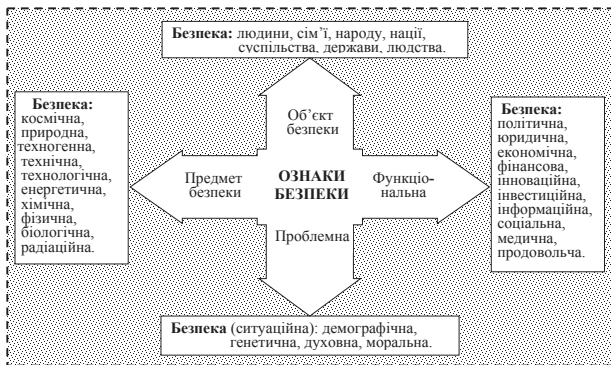 Безпека: людини, сім’ї, народу, нації,
суспільства, держави, людства.
Об’єкт
безпеки
Безпека:
космічна,
природна,
техногенна,
технічна,
технологічна,
енергетична,
хімічна,
фізична,
біологічна,
радіаційна.
Предмет
безпеки
ОЗНАКИ
БЕЗПЕКИ
Функціо-
нальна
Безпека:
політична,
юридична,
економічна,
фінансова,
інноваційна,
інвестиційна,
інформаційна,
соціальна,
медична,
продовольча.
Проблемна
Безпека (ситуаційна): демографічна,
генетична, духовна, моральна.